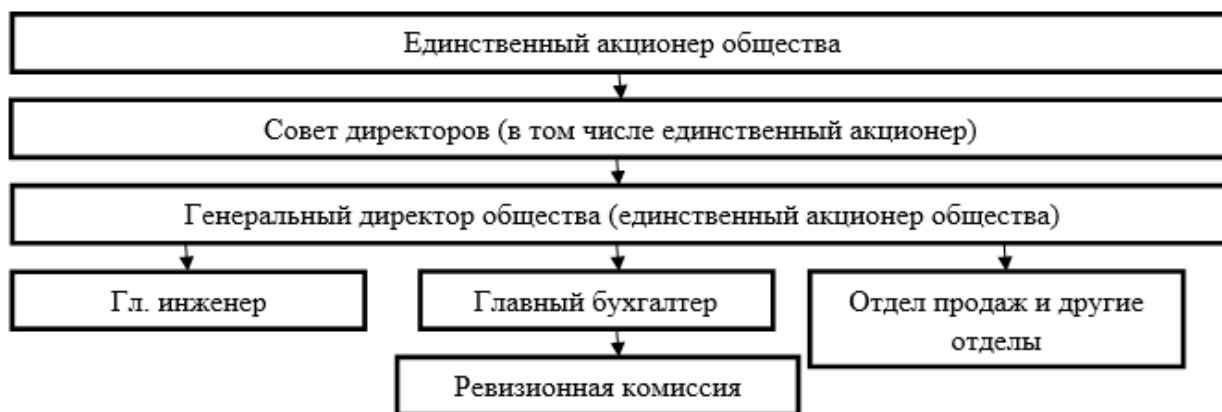 Единственный акционер общества
Совет директоров (в том числе единственный акционер)
Генеральный директор общества (единственный акционер общества)
Гл. инженер
Главный бухгалтер
Отдел продаж и другие
отделы
Ревизионная комиссия